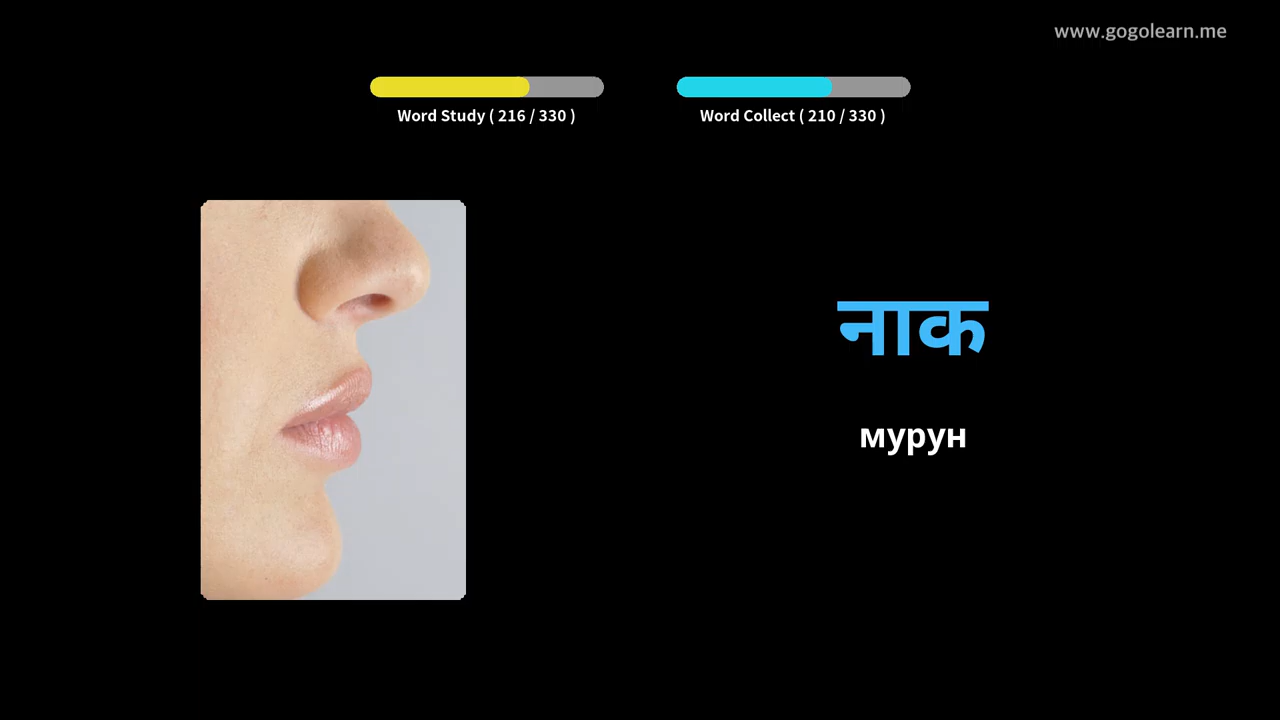 www.gogolearn.me
Word Study ( 216 / 330 )
Word Collect ( 210 / 330 )
नाक
мурун